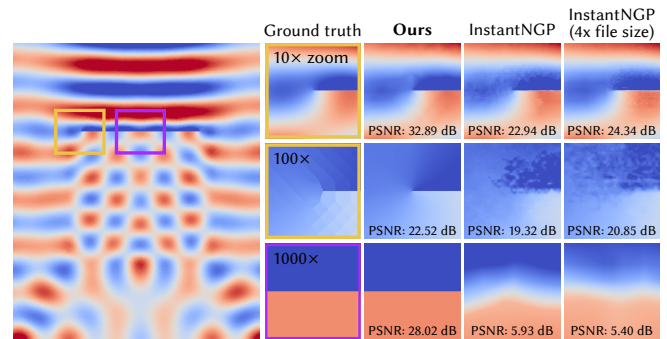 Ground truth
Ours
InstantNGP
InstantNGP
(4x file size)
10× zoom
PSNR: 32.89 dB
PSNR: 22.94 dB
PSNR: 24.34 dB
100×
PSNR: 22.52 dB
PSNR: 19.32 dB
PSNR: 20.85 dB
1000×
PSNR: 28.02 dB
PSNR: 5.93 dB
PSNR: 5.40 dB